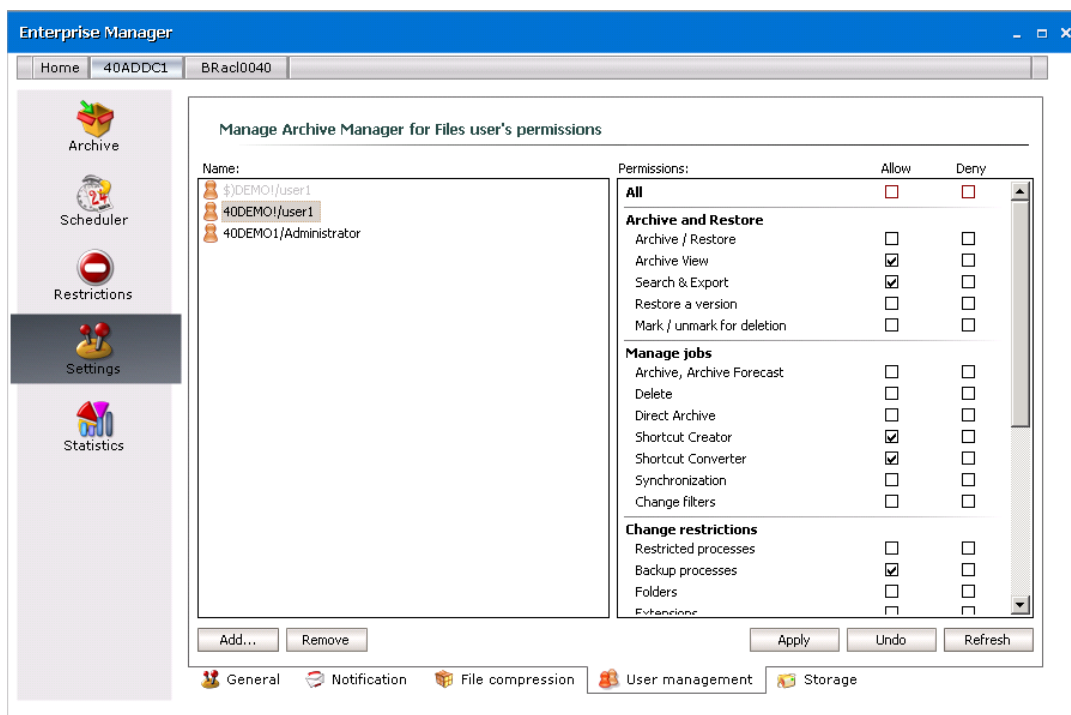 Enterprise Manager
Home 40ADDC1 BRacl0040
Archive
Scheduler
Restrictions
Settings
Statistics
Manage Archive Manager for Files user's permissions
Name:
$)DEMO!/user1
40DEMO!/user1
40DEMO1/Administrator
Permissions: Allow Deny
All
Archive and Restore
Archive / Restore
Archive View
Search & Export
Restore a version
Mark / unmark for deletion
Manage jobs
Archive, Archive Forecast
Delete
Direct Archive
Shortcut Creator
Shortcut Converter
Synchronization
Change filters
Change restrictions
Restricted processes
Backup processes
Folders
Extensions
Add... Remove Apply Undo Refresh
General Notification File compression User management Storage